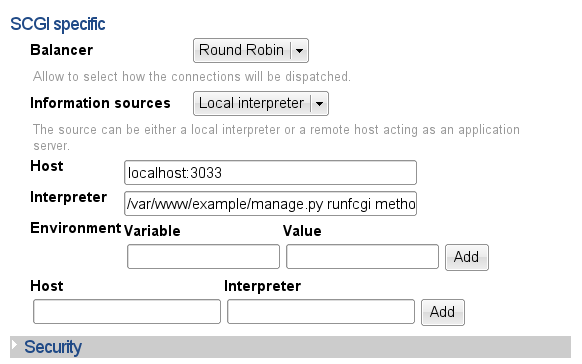 SCGI specific
Balancer Round Robin
Allow to select how the connections will be dispatched.
Information sources Local interpreter
The source can be either a local interpreter or a remote host acting as an application
server.
Host localhost:3033
Interpreter /var/www/example/manage.py runfcgi metho
Environment Variable Value
Add
Host Interpreter
Add
Security